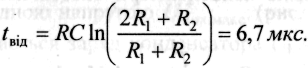 t_від = RC ln( (2R₁ + R₂) / (R₁ + R₂) ) = 6,7 мкс.